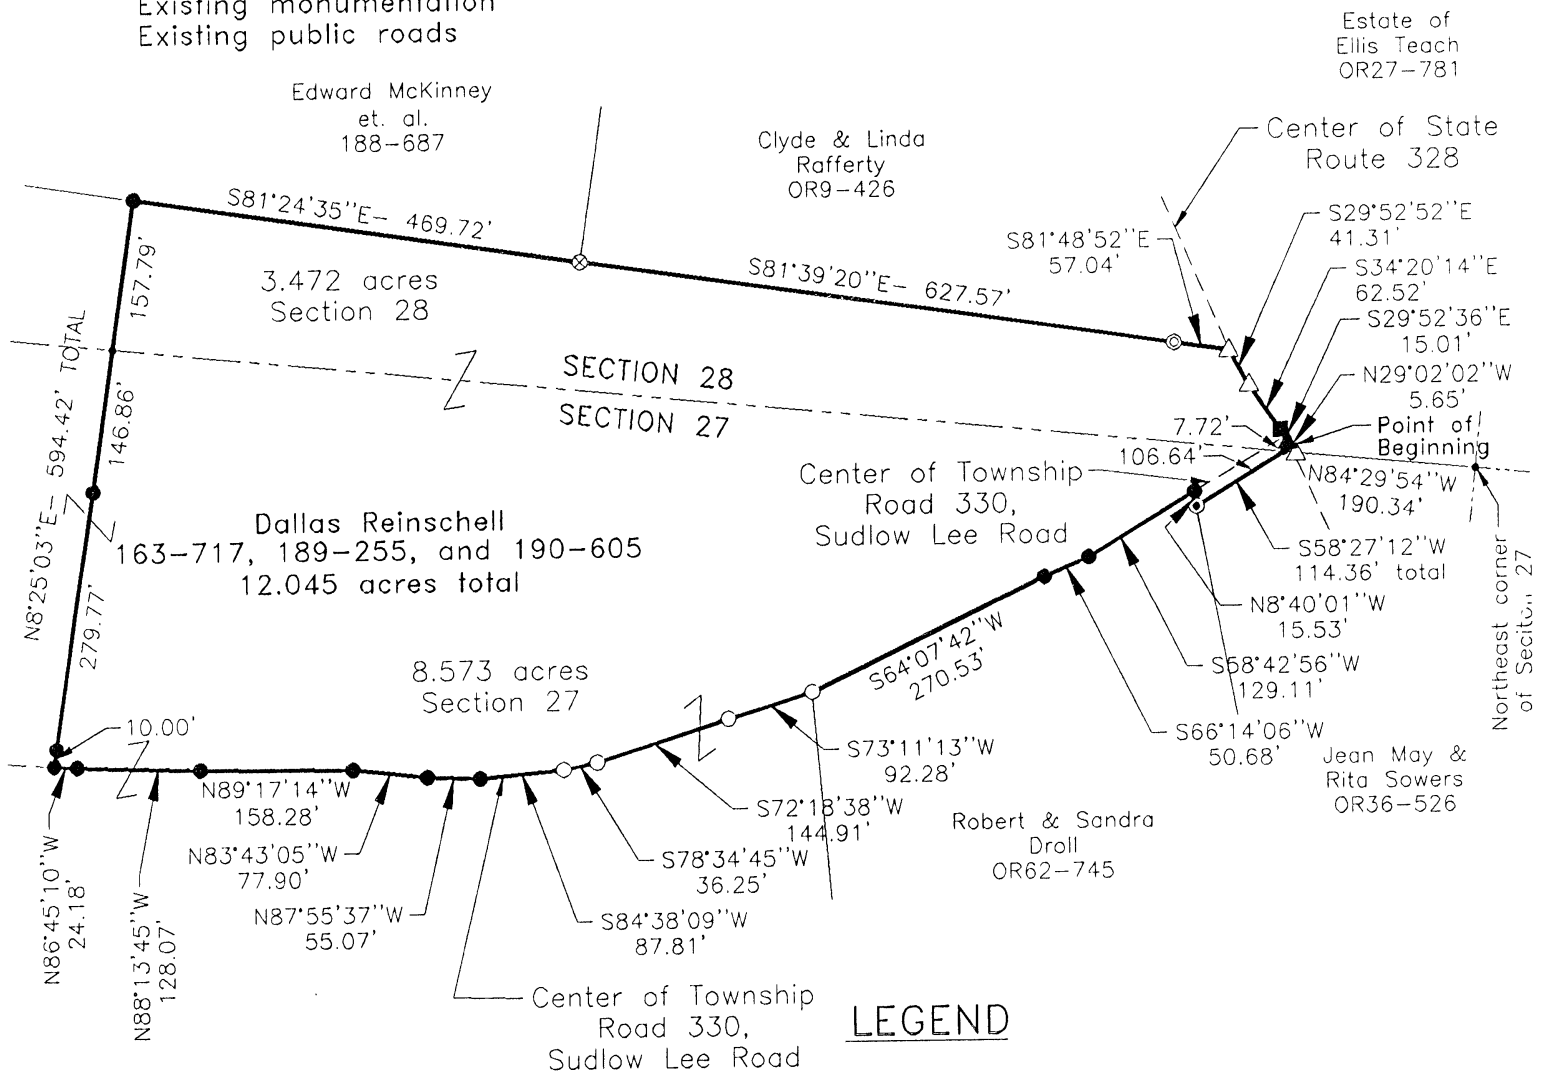 Existing monumentation
Existing public roads
Estate of
Ellis Teach
OR27-781
Edward McKinney
et. al.
188-687
Clyde & Linda
Rafferty
OR9-426
Center of State
Route 328
S81°24'35"E- 469.72'
S81°48'52"E
57.04'
S29°52'52"E
41.31'
S34°20'14"E
62.52'
S29°52'36"E
15.01'
N29°02'02"W
5.65'
Point of
Beginning
157.79'
3.472 acres
Section 28
S81°39'20"E- 627.57'
SECTION 28
SECTION 27
N8°25'03"E- 594.42' TOTAL
146.86'
279.77'
7.72'
106.64'
Center of Township
Road 330,
Sudlow Lee Road
N84°29'54"W
190.34'
Northeast corner
of Seciton 27
Dallas Reinschell
163-717, 189-255, and 190-605
12.045 acres total
S58°27'12"W
114.36' total
N8°40'01"W
15.53'
S58°42'56"W
129.11'
S66°14'06"W
50.68'
8.573 acres
Section 27
S64°07'42"W
270.53'
10.00'
S73°11'13"W
92.28'
Jean May &
Rita Sowers
OR36-526
N89°17'14"W
158.28'
S72°18'38"W
144.91'
Robert & Sandra
Droll
OR62-745
N83°43'05"W
77.90'
S78°34'45"W
36.25'
N86°45'10"W
24.18'
N88°13'45"W
128.07'
N87°55'37"W
55.07'
S84°38'09"W
87.81'
Center of Township
Road 330,
Sudlow Lee Road
LEGEND